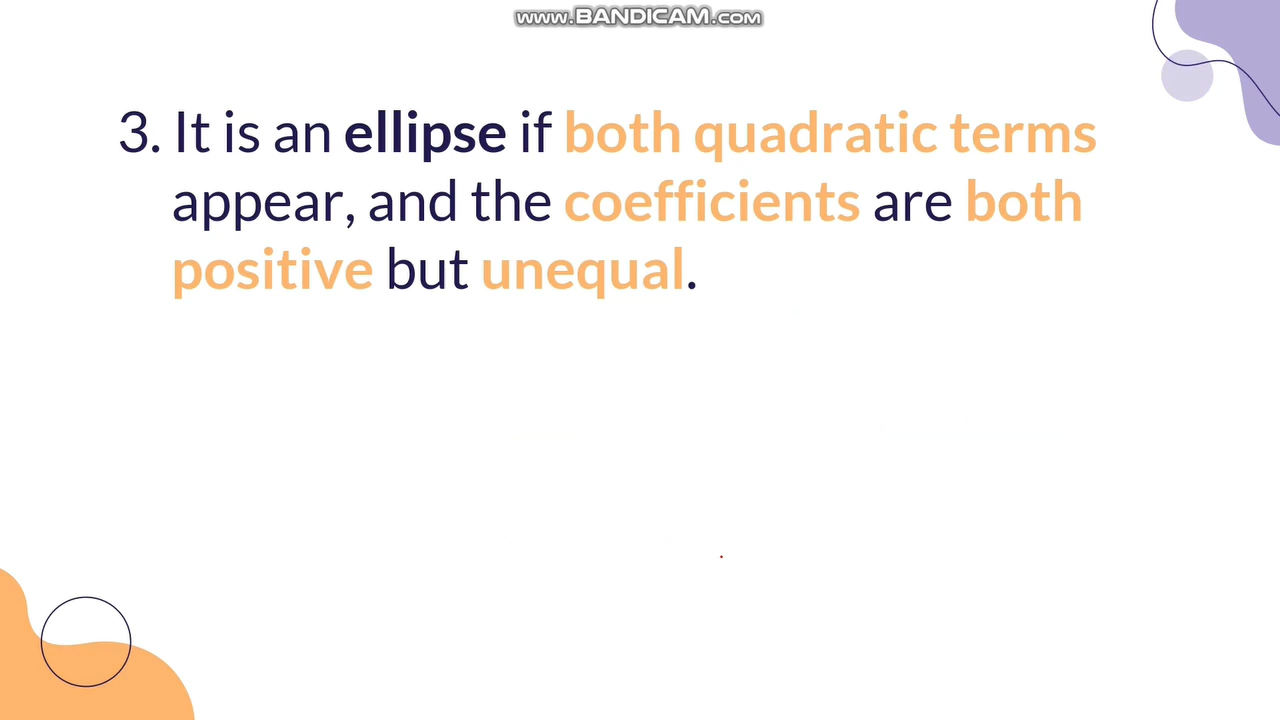 www.BANDICAM.com
3. It is an ellipse if both quadratic terms
appear, and the coefficients are both
positive but unequal.